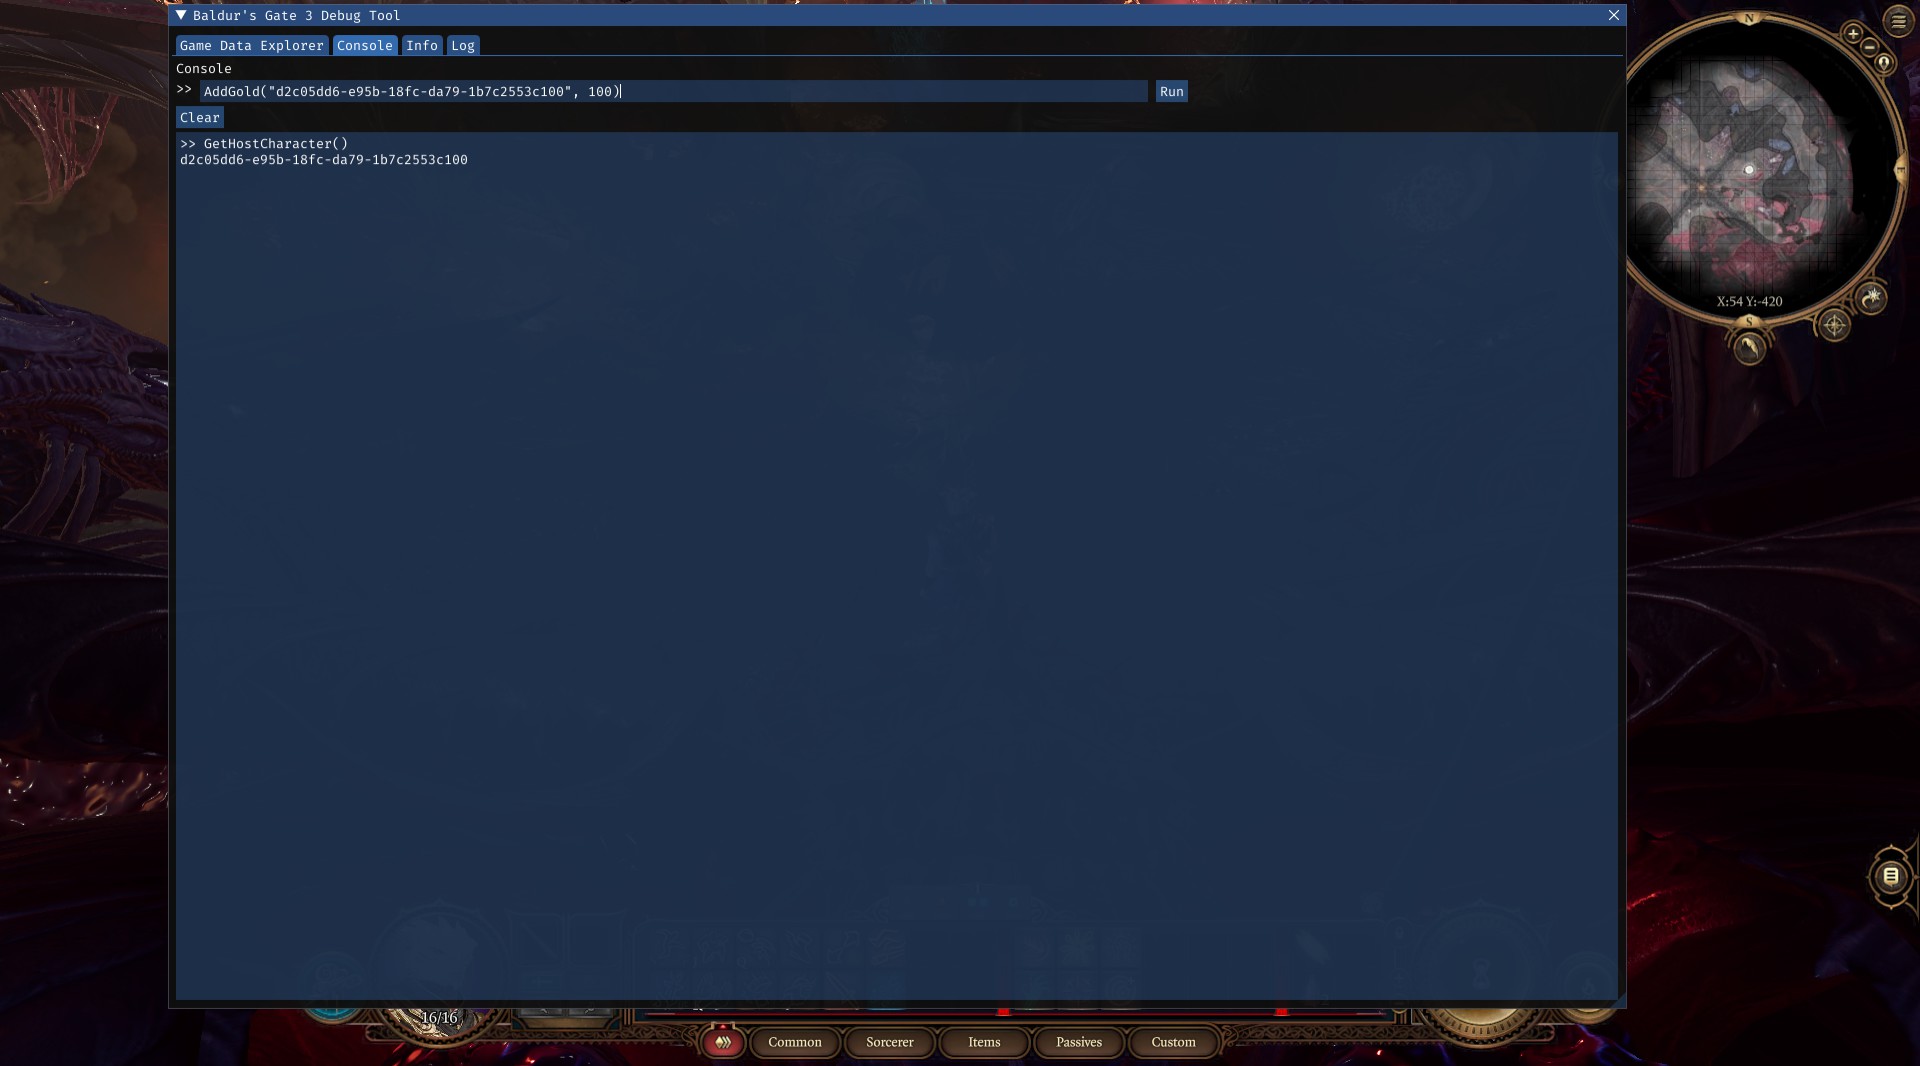 ▼ Baldur's Gate 3 Debug Tool
Game Data Explorer Console Info Log
Console
>> AddGold("d2c05dd6-e95b-18fc-da79-1b7c2553c100", 100) Run
Clear
>> GetHostCharacter()
d2c05dd6-e95b-18fc-da79-1b7c2553c100
N
X:54 Y:-420
S
16/16
Common Sorcerer Items Passives Custom